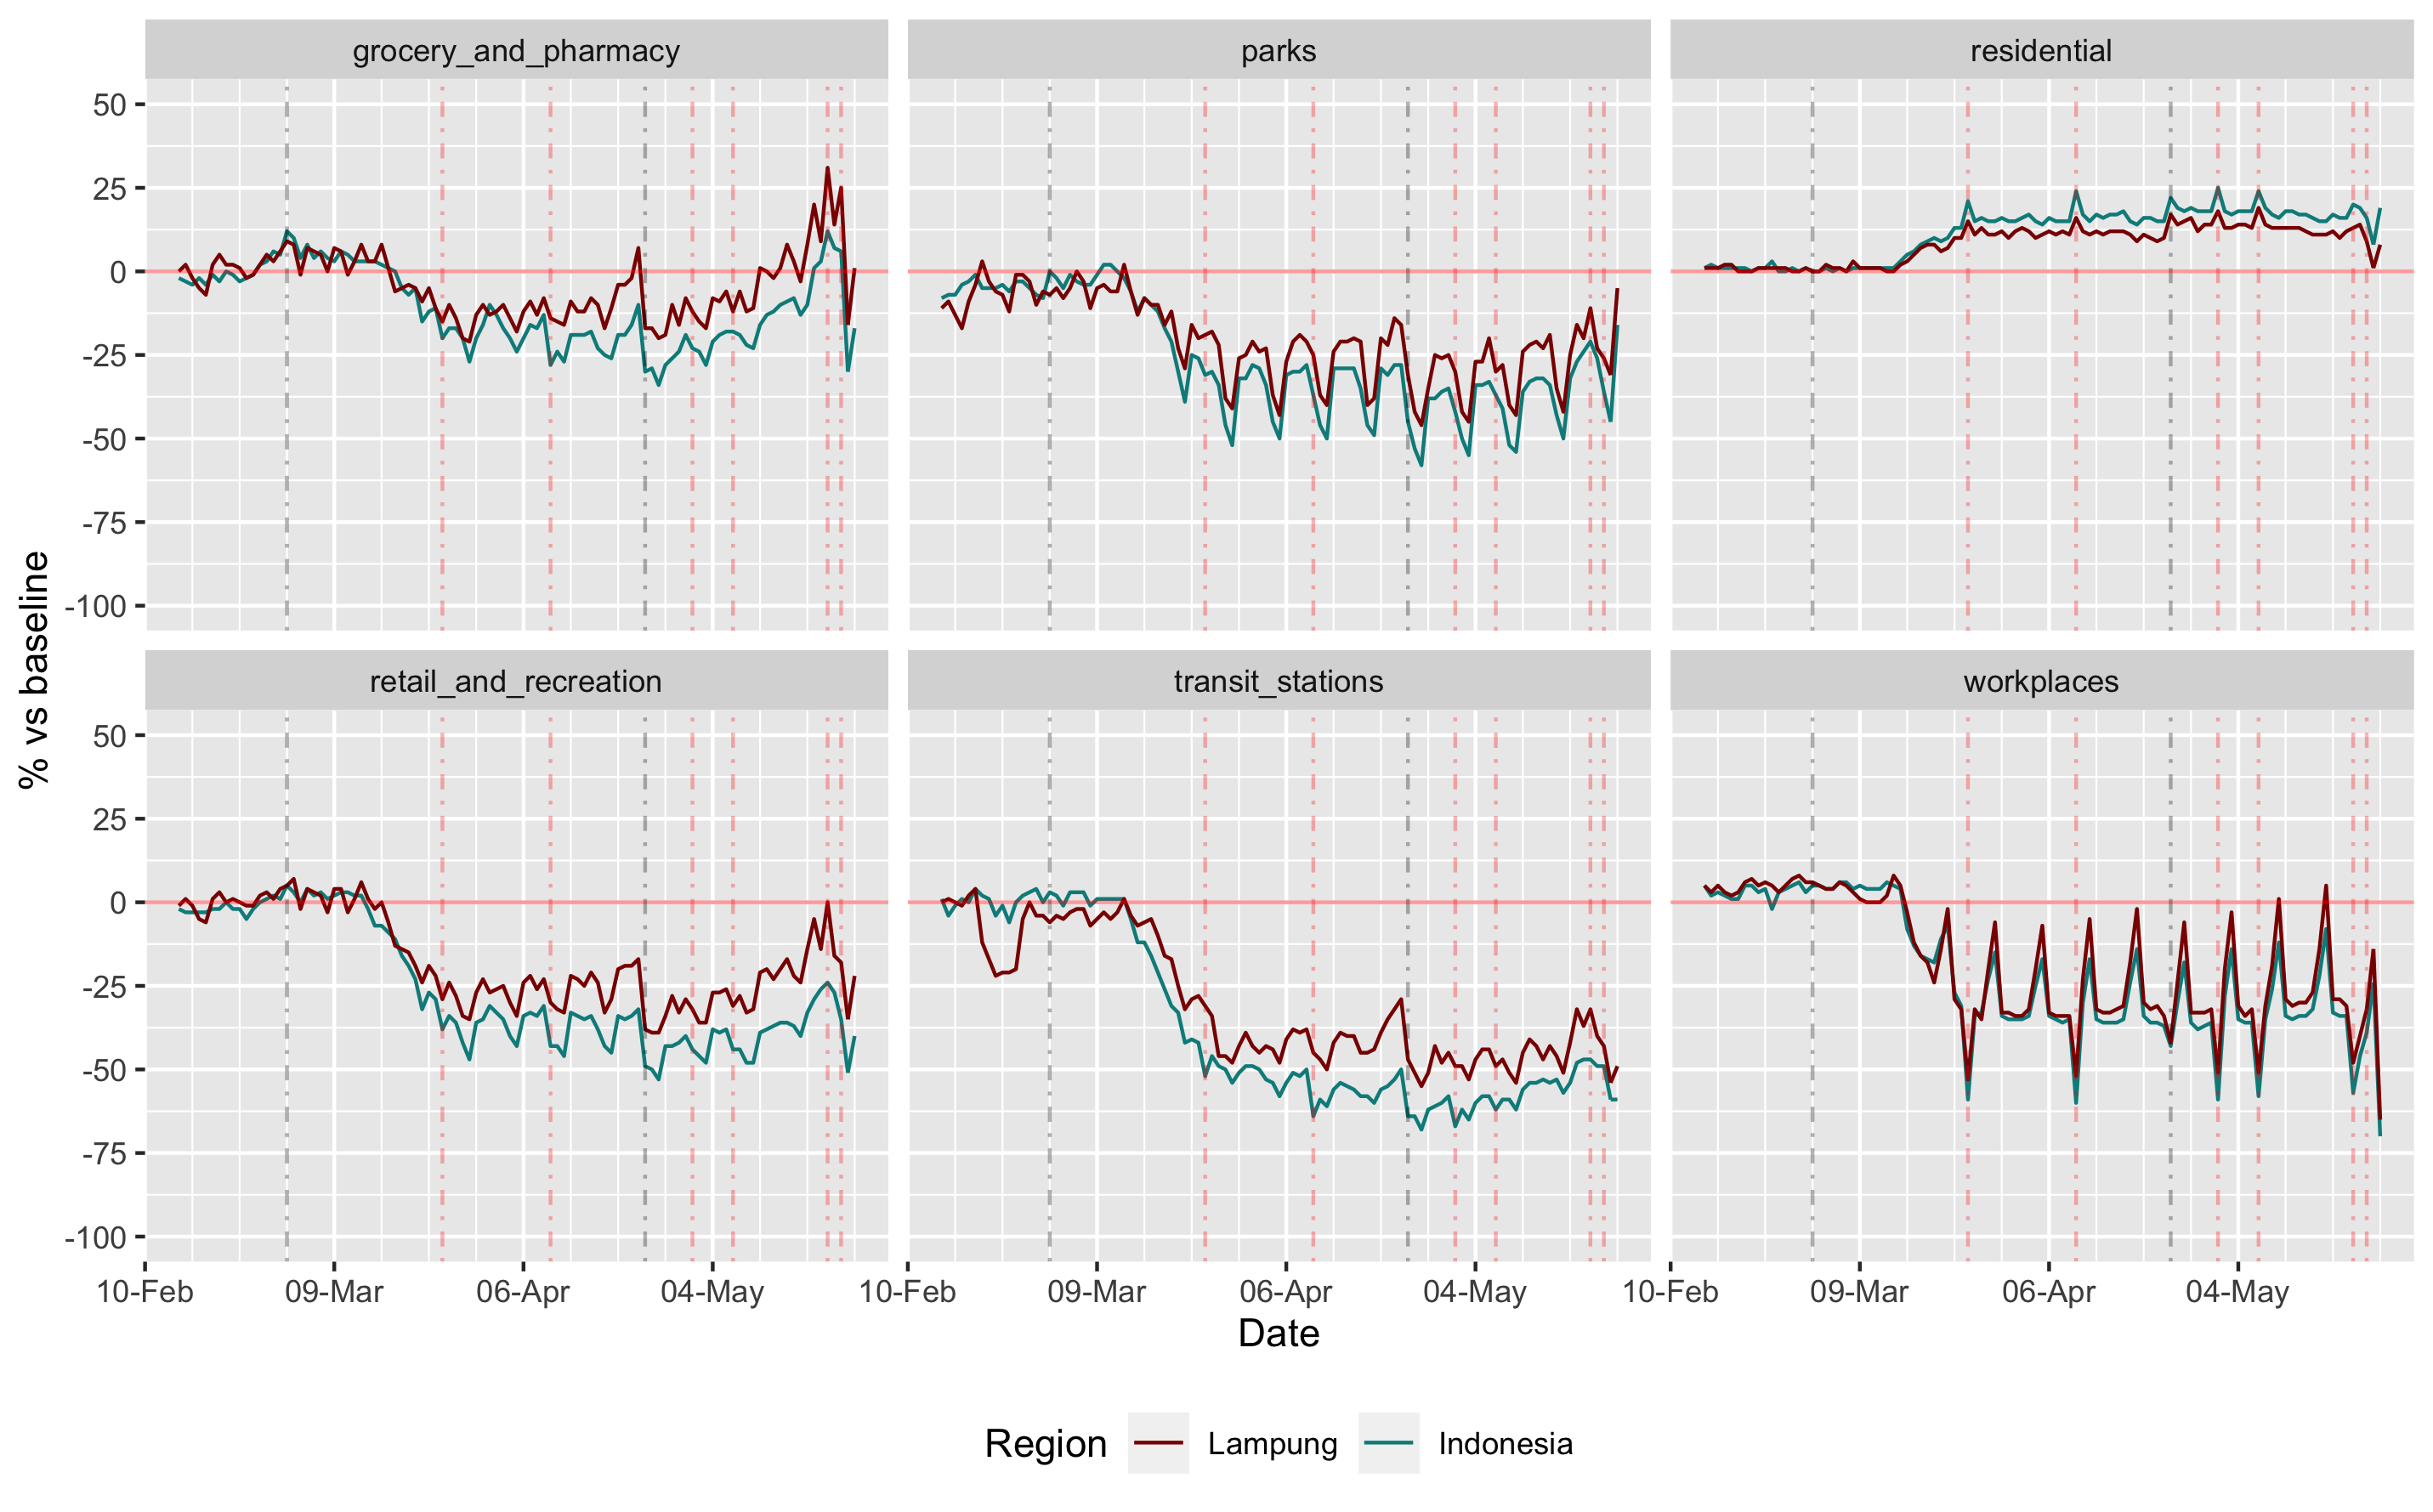 grocery_and_pharmacy
parks
residential
50
25
0
-25
-50
-75
-100
% vs baseline
retail_and_recreation
transit_stations
workplaces
50
25
0
-25
-50
-75
-100
10-Feb 09-Mar 06-Apr 04-May
10-Feb 09-Mar 06-Apr 04-May
10-Feb 09-Mar 06-Apr 04-May
Date
Region Lampung Indonesia